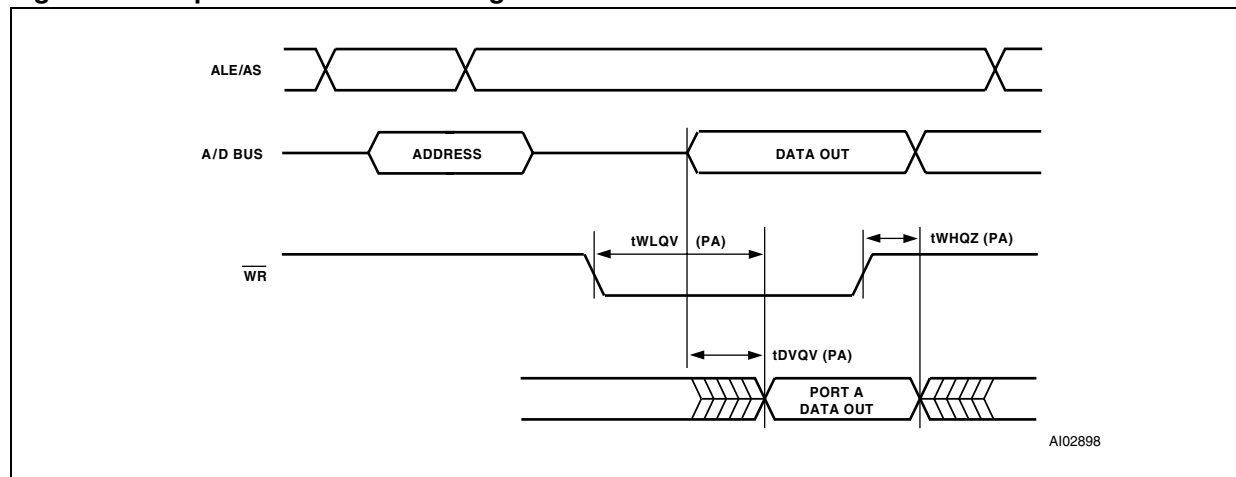 ALE/AS
A/D BUS
ADDRESS
DATA OUT
tWLQV (PA)
tWHQZ (PA)
WR
tDVQV (PA)
PORT A
DATA OUT
AI02898